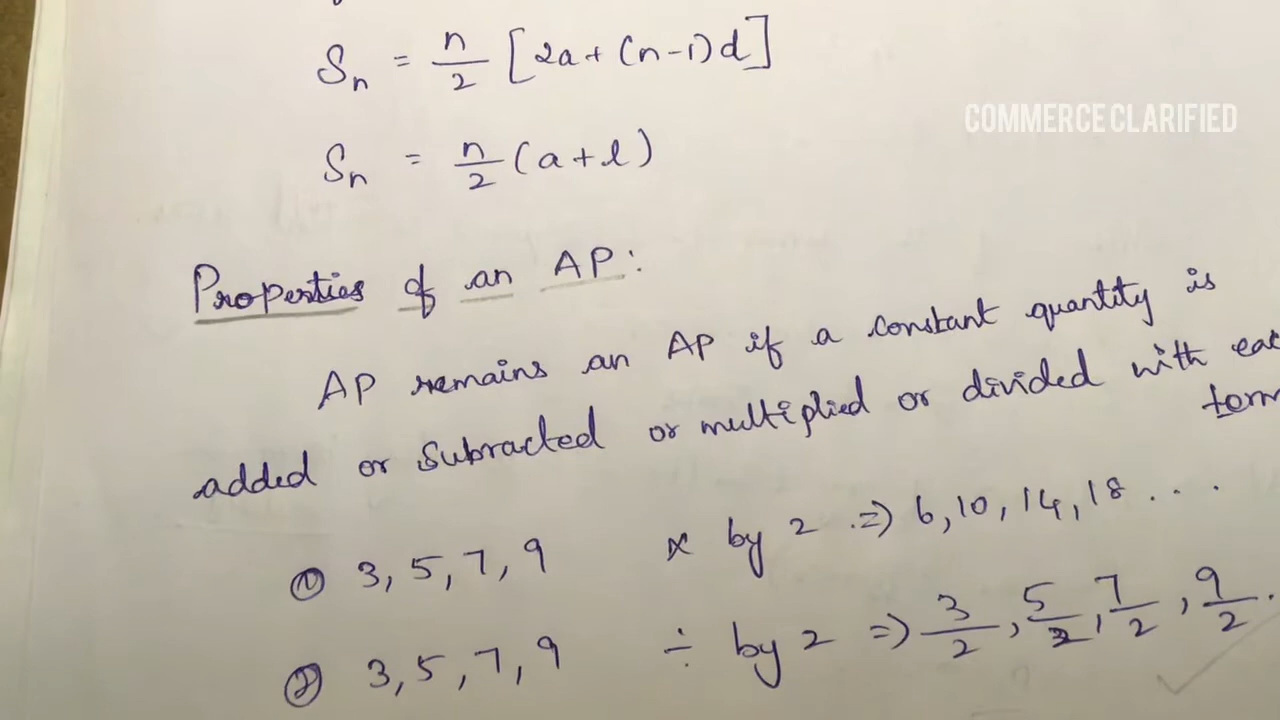 Sn = n/2 [2a + (n-1)d]
COMMERCE CLARIFIED
Sn = n/2 (a + l)
Properties of an AP:
AP remains an AP if a constant quantity is
added or Subracted or multiplied or divided with eac
term
① 3, 5, 7, 9 × by 2 => 6, 10, 14, 18 ...
② 3, 5, 7, 9 ÷ by 2 => 3/2, 5/2, 7/2, 9/2 .